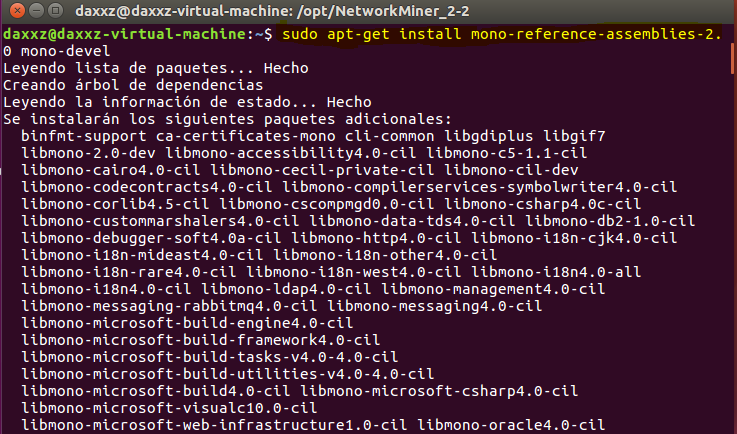 daxxz@daxxz-virtual-machine: /opt/NetworkMiner_2-2
daxxz@daxxz-virtual-machine:~$ sudo apt-get install mono-reference-assemblies-2.
0 mono-devel
Leyendo lista de paquetes... Hecho
Creando árbol de dependencias
Leyendo la información de estado... Hecho
Se instalarán los siguientes paquetes adicionales:
binfmt-support ca-certificates-mono cli-common libgdiplus libgif7
libmono-2.0-dev libmono-accessibility4.0-cil libmono-c5-1.1-cil
libmono-cairo4.0-cil libmono-cecil-private-cil libmono-cil-dev
libmono-codecontracts4.0-cil libmono-compilerservices-symbolwriter4.0-cil
libmono-corlib4.5-cil libmono-cscompmgd0.0-cil libmono-csharp4.0c-cil
libmono-custommarshalers4.0-cil libmono-data-tds4.0-cil libmono-db2-1.0-cil
libmono-debugger-soft4.0a-cil libmono-http4.0-cil libmono-i18n-cjk4.0-cil
libmono-i18n-mideast4.0-cil libmono-i18n-other4.0-cil
libmono-i18n-rare4.0-cil libmono-i18n-west4.0-cil libmono-i18n4.0-all
libmono-i18n4.0-cil libmono-ldap4.0-cil libmono-management4.0-cil
libmono-messaging-rabbitmq4.0-cil libmono-messaging4.0-cil
libmono-microsoft-build-engine4.0-cil
libmono-microsoft-build-framework4.0-cil
libmono-microsoft-build-tasks-v4.0-4.0-cil
libmono-microsoft-build-utilities-v4.0-4.0-cil
libmono-microsoft-build4.0-cil libmono-microsoft-csharp4.0-cil
libmono-microsoft-visualc10.0-cil
libmono-microsoft-web-infrastructure1.0-cil libmono-oracle4.0-cil